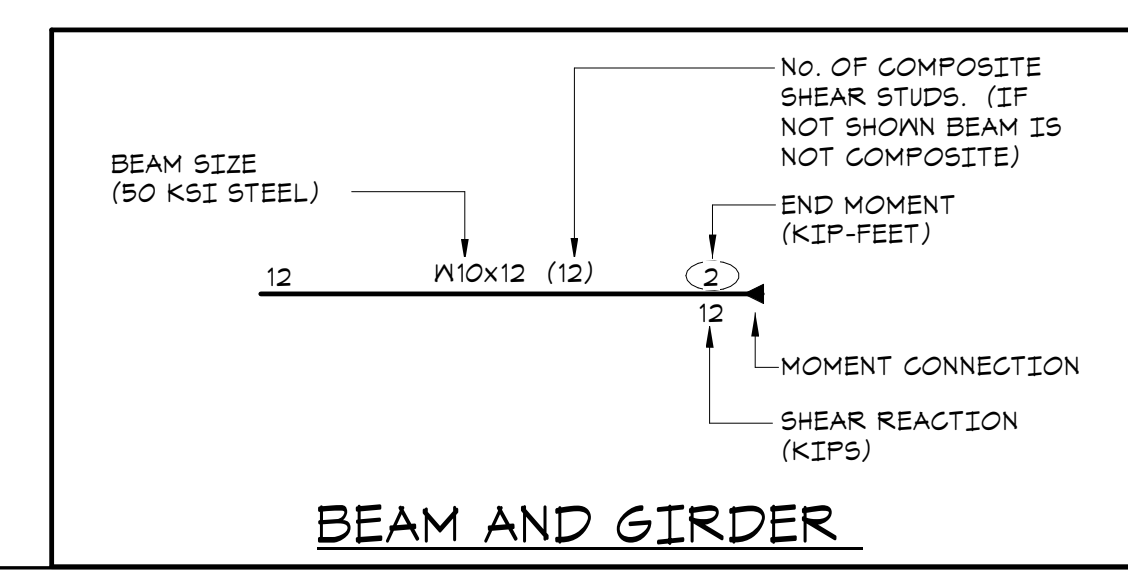 No. OF COMPOSITE
SHEAR STUDS. (IF
NOT SHOWN BEAM IS
NOT COMPOSITE)
BEAM SIZE
(50 KSI STEEL)
END MOMENT
(KIP-FEET)
12 W10x12 (12) 2
12
MOMENT CONNECTION
SHEAR REACTION
(KIPS)
BEAM AND GIRDER